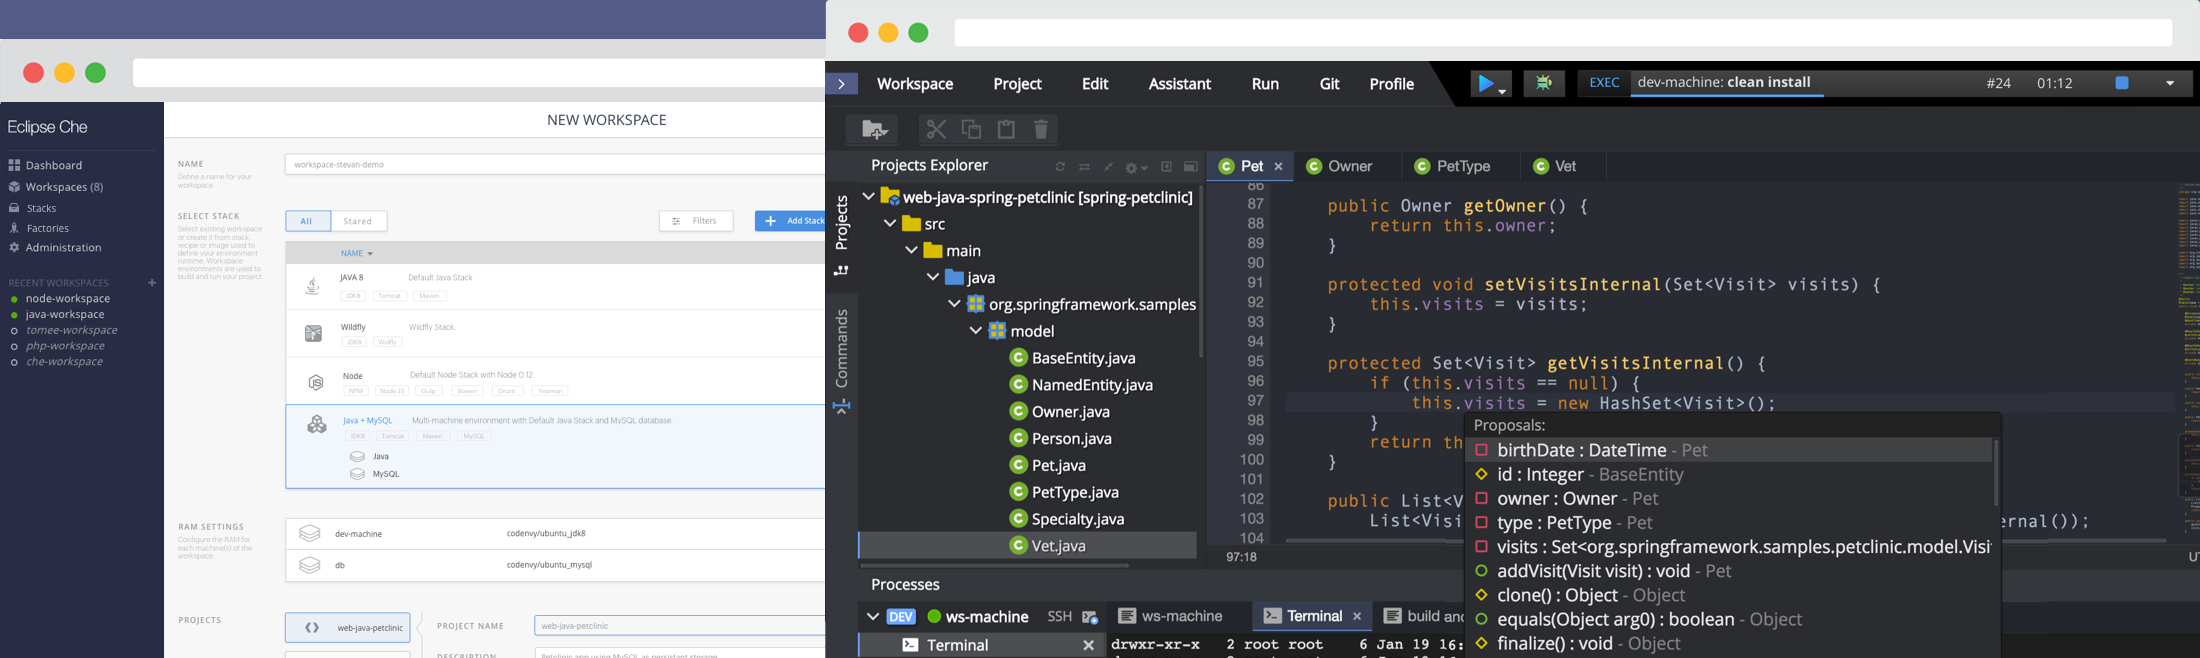 Eclipse Che
Dashboard
Workspaces (8)
Stacks
Factories
Administration
RECENT WORKSPACES +
node-workspace
java-workspace
tomee-workspace
php-workspace
che-workspace
NEW WORKSPACE
NAME
Define a name for your
workspace.
workspace-stevan-demo
SELECT STACK
Select existing workspace
or create it from stack,
recipe or image used to
define your environment
runtime. Workspace
environments are used to
build and run your project.
All Stared
Filters
+ Add Stack
NAME
JAVA 8 Default Java Stack
JDK8 Tomcat Maven
Wildfly Wildfly Stack.
JDK8 Wildfly
Node Default Node Stack with Node 0.12.
NPM Node JS Gulp Bower Grunt Yeoman
Java + MySQL Multi-machine environment with Default Java Stack and MySQL database.
JDK8 Tomcat Maven MySQL
Java
MySQL
RAM SETTINGS
Configure the RAM for
each machine(s) of the
workspace.
dev-machine codenvy/ubuntu_jdk8
db codenvy/ubuntu_mysql
PROJECTS
web-java-petclinic
PROJECT NAME
web-java-petclinic
DESCRIPTION
Petclinic app using MySQL as persistant storage
Workspace Project Edit Assistant Run Git Profile
EXEC dev-machine: clean install #24 01:12
Projects Explorer
Projects
Commands
web-java-spring-petclinic [spring-petclinic]
src
main
java
org.springframework.samples
model
BaseEntity.java
NamedEntity.java
Owner.java
Person.java
Pet.java
PetType.java
Specialty.java
Vet.java
Pet × Owner PetType Vet
86
87 public Owner getOwner() {
88 return this.owner;
89 }
90
91 protected void setVisitsInternal(Set<Visit> visits) {
92 this.visits = visits;
93 }
94
95 protected Set<Visit> getVisitsInternal() {
96 if (this.visits == null) {
97 this.visits = new HashSet<Visit>();
98 }
99 return th
100 }
101
102 public List<V
103 List<Visi ernal());
104
97:18
Proposals:
birthDate : DateTime - Pet
id : Integer - BaseEntity
owner : Owner - Pet
type : PetType - Pet
visits : Set<org.springframework.samples.petclinic.model.Visi
addVisit(Visit visit) : void - Pet
clone() : Object - Object
equals(Object arg0) : boolean - Object
finalize() : void - Object
Processes
DEV ws-machine SSH
Terminal ×
ws-machine Terminal × build and
drwxr-xr-x 2 root root 6 Jan 19 16: